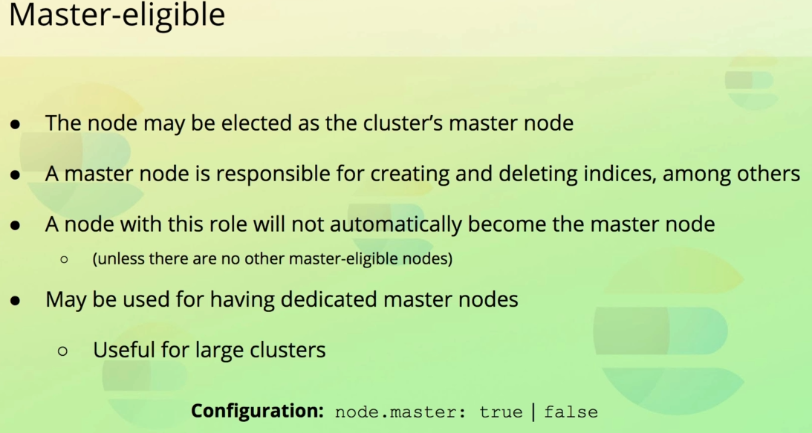 Master-eligible
● The node may be elected as the cluster’s master node
● A master node is responsible for creating and deleting indices, among others
● A node with this role will not automatically become the master node
○ (unless there are no other master-eligible nodes)
● May be used for having dedicated master nodes
○ Useful for large clusters
Configuration: node.master: true | false